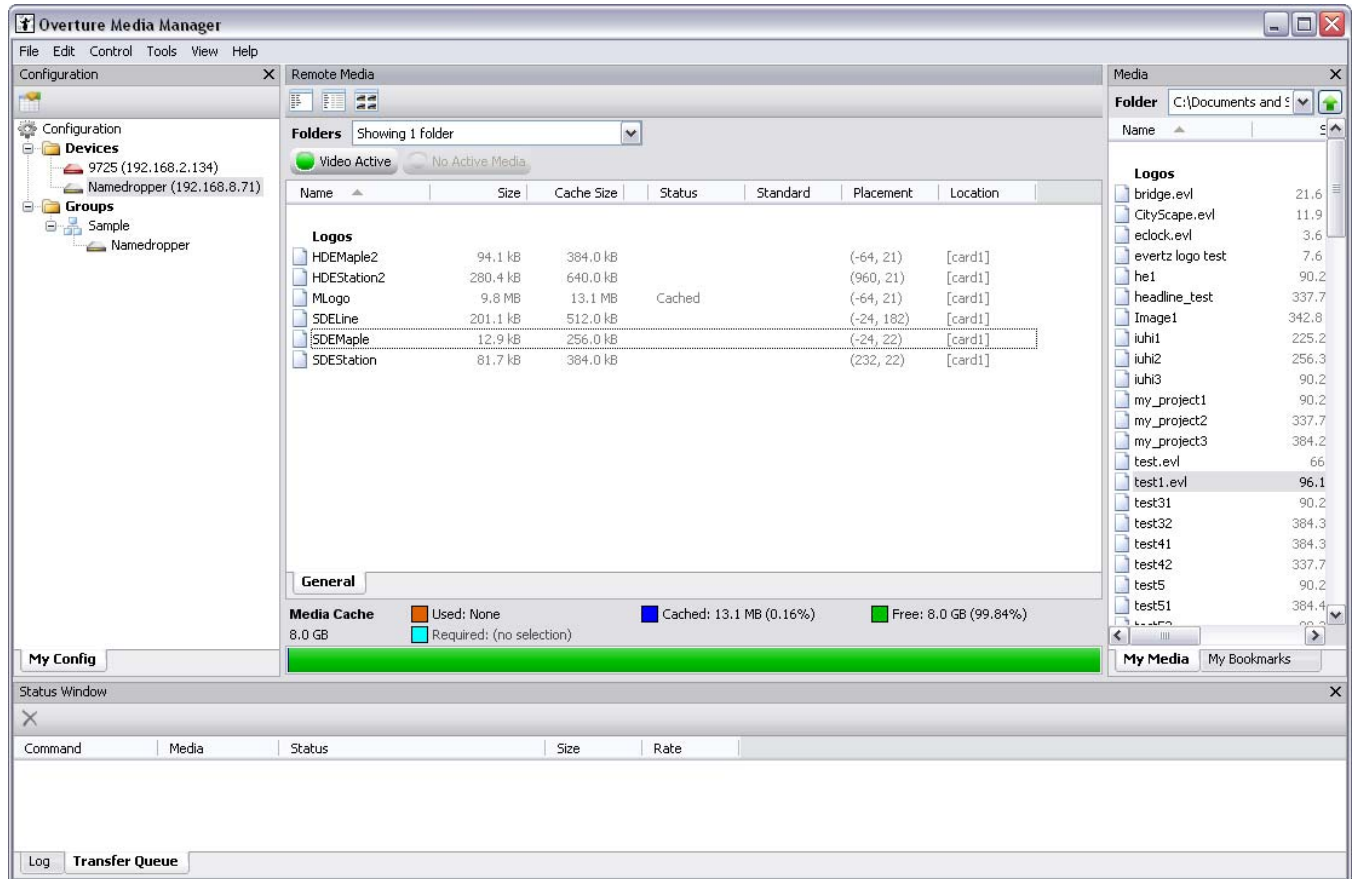 Overture Media Manager
File Edit Control Tools View Help
Configuration
Configuration
Devices
9725 (192.168.2.134)
Namedropper (192.168.8.71)
Groups
Sample
Namedropper
My Config
Remote Media
Folders Showing 1 folder
Video Active No Active Media
Name Size Cache Size Status Standard Placement Location
Logos
HDEMaple2 94.1 kB 384.0 kB (-64, 21) [card1]
HDEStation2 280.4 kB 640.0 kB (960, 21) [card1]
MLogo 9.8 MB 13.1 MB Cached (-64, 21) [card1]
SDELine 201.1 kB 512.0 kB (-24, 182) [card1]
SDEMaple 12.9 kB 256.0 kB (-24, 22) [card1]
SDEStation 81.7 kB 384.0 kB (232, 22) [card1]
General
Media Cache Used: None Cached: 13.1 MB (0.16%) Free: 8.0 GB (99.84%)
8.0 GB Required: (no selection)
Media
Folder C:\Documents and
Name
Logos
bridge.evl 21.6
CityScape.evl 11.9
eclock.evl 3.6
evertz logo test 7.6
he1 90.2
headline_test 337.7
Image1 342.8
iuhi1 225.2
iuhi2 256.3
iuhi3 90.2
my_project1 90.2
my_project2 337.7
my_project3 384.2
test.evl 66
test1.evl 96.1
test31 90.2
test32 384.3
test41 384.3
test42 337.7
test5 90.2
test51 384.4
My Media My Bookmarks
Status Window
Command Media Status Size Rate
Log Transfer Queue